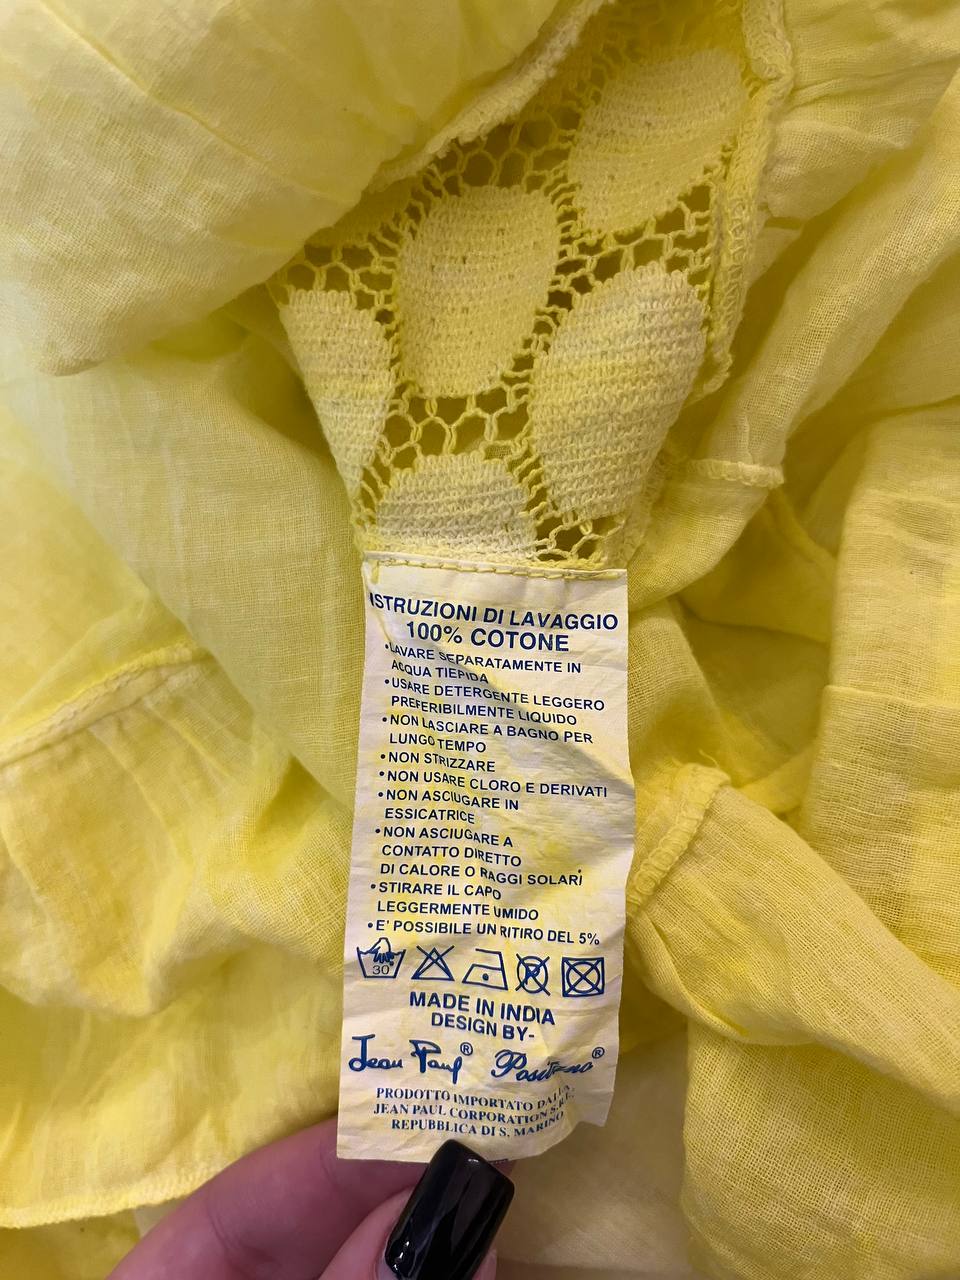 ISTRUZIONI DI LAVAGGIO
100% COTONE
•LAVARE SEPARATAMENTE IN
ACQUA TIEPIDA
•USARE DETERGENTE LEGGERO
PREFERIBILMENTE LIQUIDO
•NON LASCIARE A BAGNO PER
LUNGO TEMPO
•NON STRIZZARE
•NON USARE CLORO E DERIVATI
•NON ASCIUGARE IN
ESSICATRICE
•NON ASCIUGARE A
CONTATTO DIRETTO
DI CALORE O RAGGI SOLARI
•STIRARE IL CAPO
LEGGERMENTE UMIDO
•E' POSSIBILE UN RITIRO DEL 5%
30
MADE IN INDIA
DESIGN BY-
Jean Paul® Positano®
PRODOTTO IMPORTATO DALLA
JEAN PAUL CORPORATION S.R.L.
REPUBBLICA DI S. MARINO